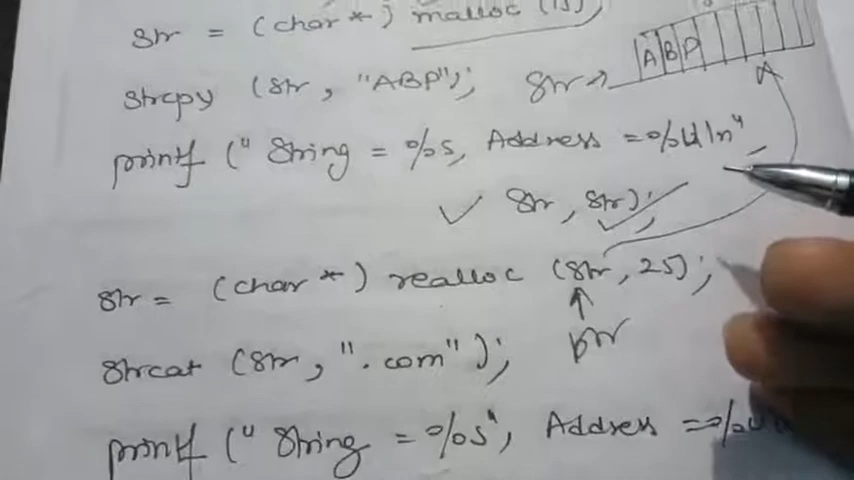 str = (char *) malloc (15);
A B P
strcpy (str, "ABP"); str →
printf (" String = %s, Address = %u\n",
str, str);
str = (char *) realloc (str, 25);
ptr
strcat (str, ".com");
printf (" String = %s", Address = %u